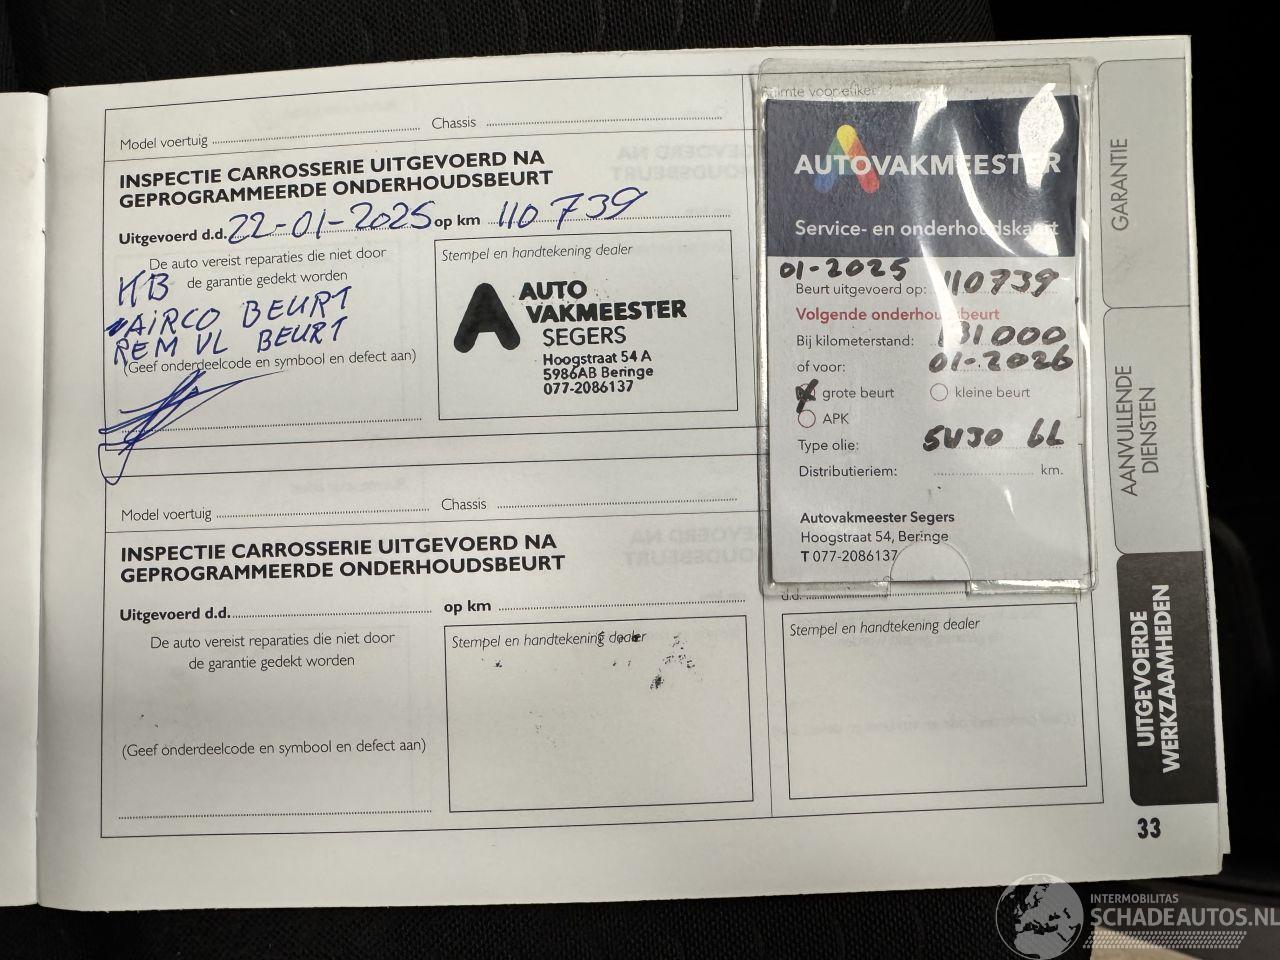 Model voertuig
Chassis
INSPECTIE CARROSSERIE UITGEVOERD NA
GEPROGRAMMEERDE ONDERHOUDSBEURT
Uitgevoerd d.d. 22-01-2025 op km 110739
De auto vereist reparaties die niet door
de garantie gedekt worden
KB
AIRCO BEURT
REM VL BEURT
(Geef onderdeelcode en symbool en defect aan)
Stempel en handtekening dealer
AUTO
VAKMEESTER
SEGERS
Hoogstraat 54 A
5986AB Beringe
077-2086137
Ruimte voor etiket
AUTOVAKMEESTER
Service- en onderhoudskaart
01-2025
Beurt uitgevoerd op: 110739
Volgende onderhoudsbeurt
Bij kilometerstand: 131000
of voor: 01-2026
grote beurt
kleine beurt
APK
Type olie: 5W30 6L
Distributieriem: km.
Autovakmeester Segers
Hoogstraat 54, Beringe
T 077-2086137
Model voertuig
Chassis
INSPECTIE CARROSSERIE UITGEVOERD NA
GEPROGRAMMEERDE ONDERHOUDSBEURT
Uitgevoerd d.d.
op km
De auto vereist reparaties die niet door
de garantie gedekt worden
(Geef onderdeelcode en symbool en defect aan)
Stempel en handtekening dealer
d.d.
Stempel en handtekening dealer
GARANTIE
AANVULLENDE
DIENSTEN
UITGEVOERDE
WERKZAAMHEDEN
33
INTERMOBILITAS
SCHADEAUTOS.NL